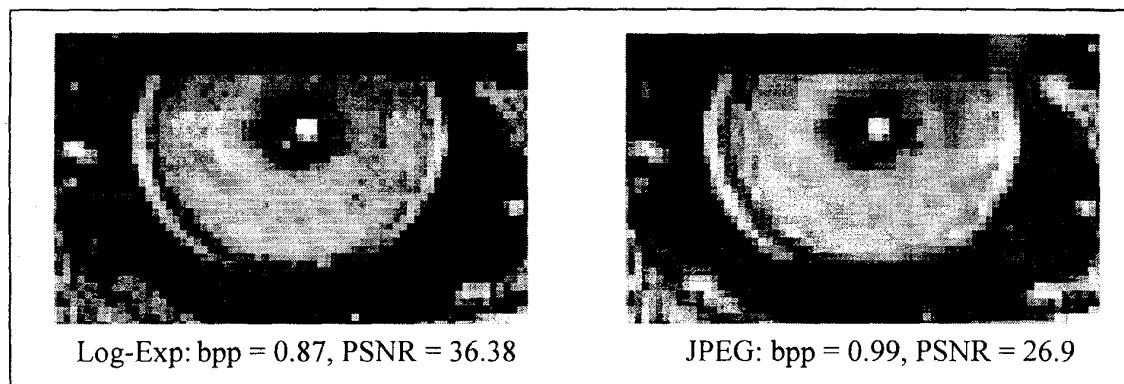 Log-Exp: bpp = 0.87, PSNR = 36.38
JPEG: bpp = 0.99, PSNR = 26.9